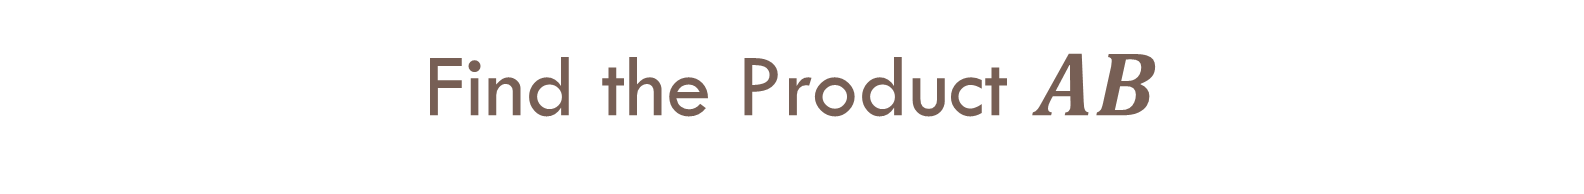 Find the Product AB